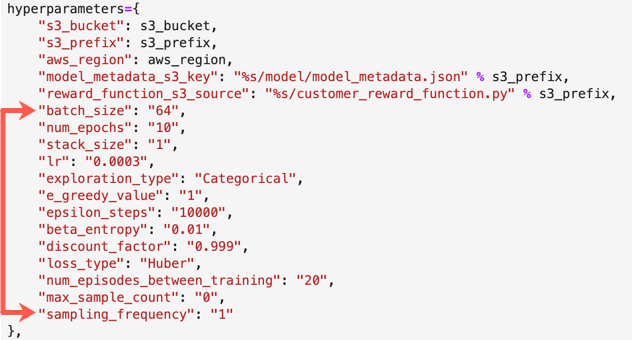 hyperparameters={
"s3_bucket": s3_bucket,
"s3_prefix": s3_prefix,
"aws_region": aws_region,
"model_metadata_s3_key": "%s/model/model_metadata.json" % s3_prefix,
"reward_function_s3_source": "%s/customer_reward_function.py" % s3_prefix,
"batch_size": "64",
"num_epochs": "10",
"stack_size": "1",
"lr": "0.0003",
"exploration_type": "Categorical",
"e_greedy_value": "1",
"epsilon_steps": "10000",
"beta_entropy": "0.01",
"discount_factor": "0.999",
"loss_type": "Huber",
"num_episodes_between_training": "20",
"max_sample_count": "0",
"sampling_frequency": "1"
},